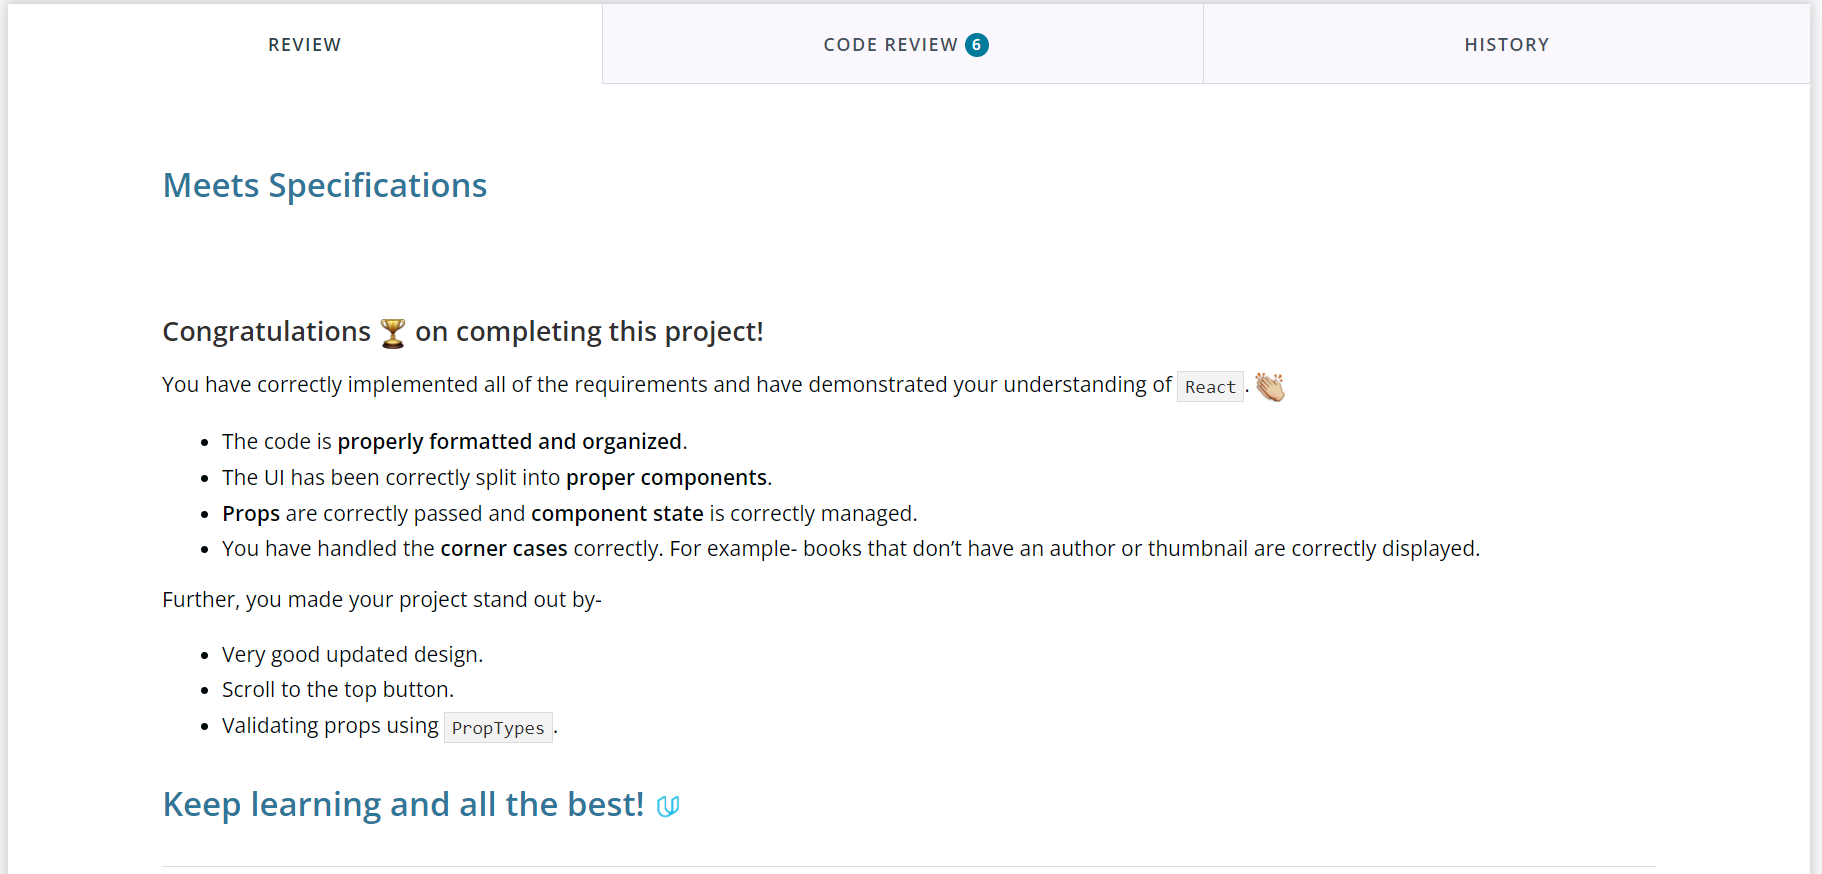 REVIEW
CODE REVIEW 6
HISTORY
Meets Specifications
Congratulations 🏆 on completing this project!
You have correctly implemented all of the requirements and have demonstrated your understanding of React. 👏
• The code is properly formatted and organized.
• The UI has been correctly split into proper components.
• Props are correctly passed and component state is correctly managed.
• You have handled the corner cases correctly. For example- books that don’t have an author or thumbnail are correctly displayed.
Further, you made your project stand out by-
• Very good updated design.
• Scroll to the top button.
• Validating props using PropTypes.
Keep learning and all the best!